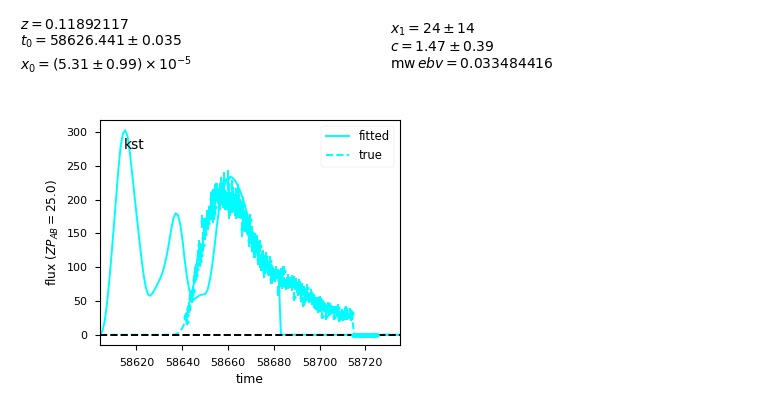 z = 0.11892117
t₀ = 58626.441 ± 0.035
x₀ = (5.31 ± 0.99) × 10⁻⁵
x₁ = 24 ± 14
c = 1.47 ± 0.39
mw ebv = 0.033484416
kst
fitted
true
300
250
200
150
100
50
0
flux (ZP_AB = 25.0)
58620 58640 58660 58680 58700 58720
time